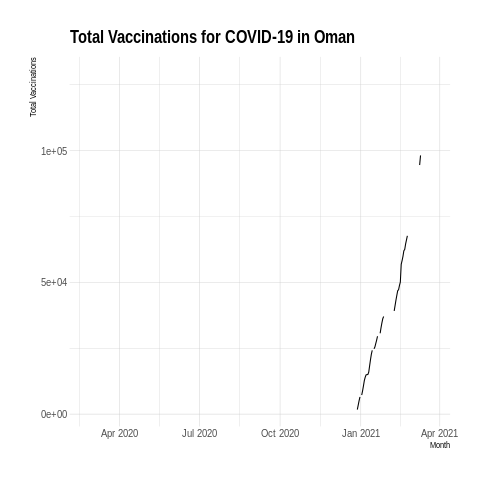 Total Vaccinations for COVID-19 in Oman
Total Vaccinations
1e+05
5e+04
0e+00
Apr 2020 Jul 2020 Oct 2020 Jan 2021 Apr 2021
Month